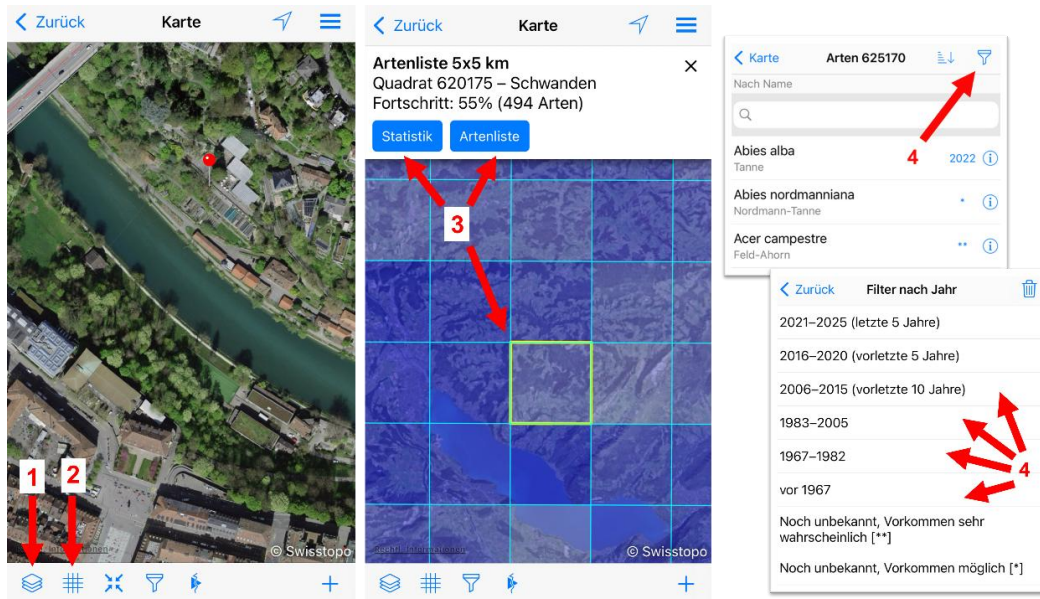 Zurück
Karte
1
2
© Swisstopo
Zurück
Karte
Artenliste 5x5 km
Quadrat 620175 – Schwanden
Fortschritt: 55% (494 Arten)
Statistik
Artenliste
3
© Swisstopo
Karte
Arten 625170
Nach Name
4
Abies alba
Tanne
2022
Abies nordmanniana
Nordmann-Tanne
*
Acer campestre
Feld-Ahorn
**
Zurück
Filter nach Jahr
2021–2025 (letzte 5 Jahre)
2016–2020 (vorletzte 5 Jahre)
2006–2015 (vorletzte 10 Jahre)
1983–2005
1967–1982
4
vor 1967
Noch unbekannt, Vorkommen sehr
wahrscheinlich [**]
Noch unbekannt, Vorkommen möglich [*]